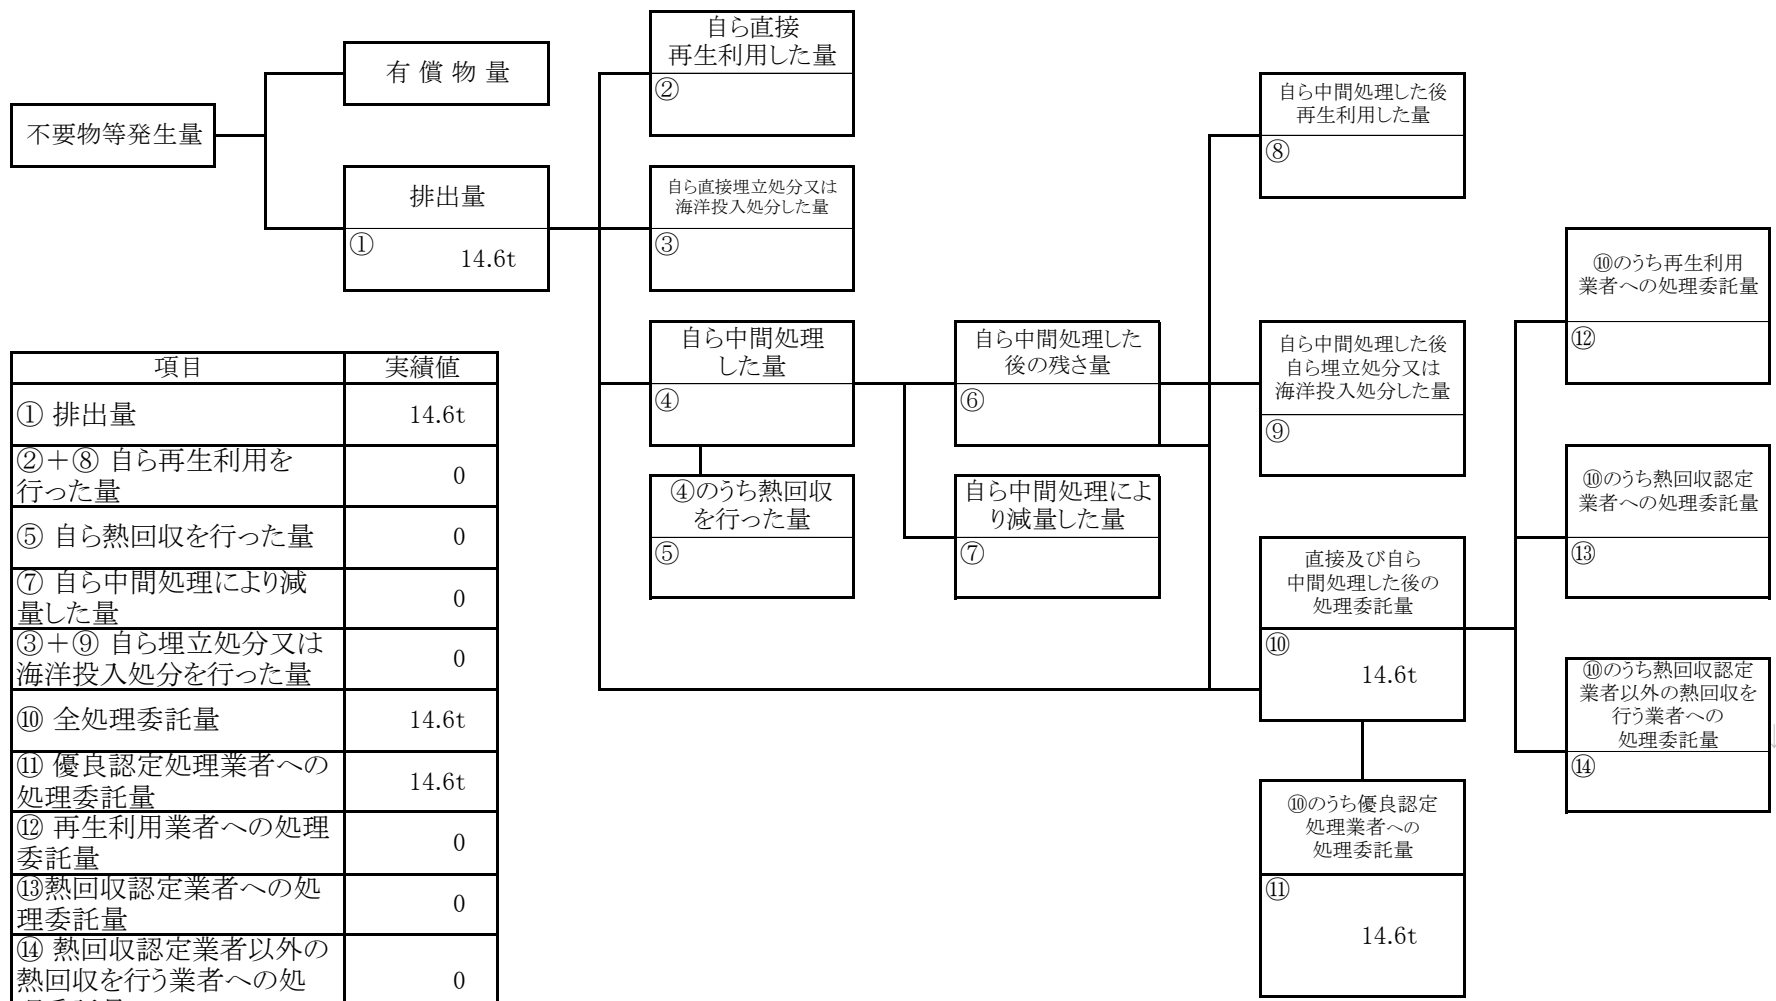 不要物等発生量
有 償 物 量
排出量
①
14.6t
自ら直接
再生利用した量
②
自ら直接埋立処分又は
海洋投入処分した量
③
自ら中間処理
した量
④
④のうち熱回収
を行った量
⑤
自ら中間処理した
後の残さ量
⑥
自ら中間処理によ
り減量した量
⑦
自ら中間処理した後
再生利用した量
⑧
自ら中間処理した後
自ら埋立処分又は
海洋投入処分した量
⑨
直接及び自ら
中間処理した後の
処理委託量
⑩
14.6t
⑩のうち優良認定
処理業者への
処理委託量
⑪
14.6t
⑩のうち再生利用
業者への処理委託量
⑫
⑩のうち熱回収認定
業者への処理委託量
⑬
⑩のうち熱回収認定
業者以外の熱回収を
行う業者への
処理委託量
⑭
項目 実績値
① 排出量 14.6t
②＋⑧ 自ら再生利用を
行った量 0
⑤ 自ら熱回収を行った量 0
⑦ 自ら中間処理により減
量した量 0
③＋⑨ 自ら埋立処分又は
海洋投入処分を行った量 0
⑩ 全処理委託量 14.6t
⑪ 優良認定処理業者への
処理委託量 14.6t
⑫ 再生利用業者への処理
委託量 0
⑬熱回収認定業者への処
理委託量 0
⑭ 熱回収認定業者以外の
熱回収を行う業者への処 0